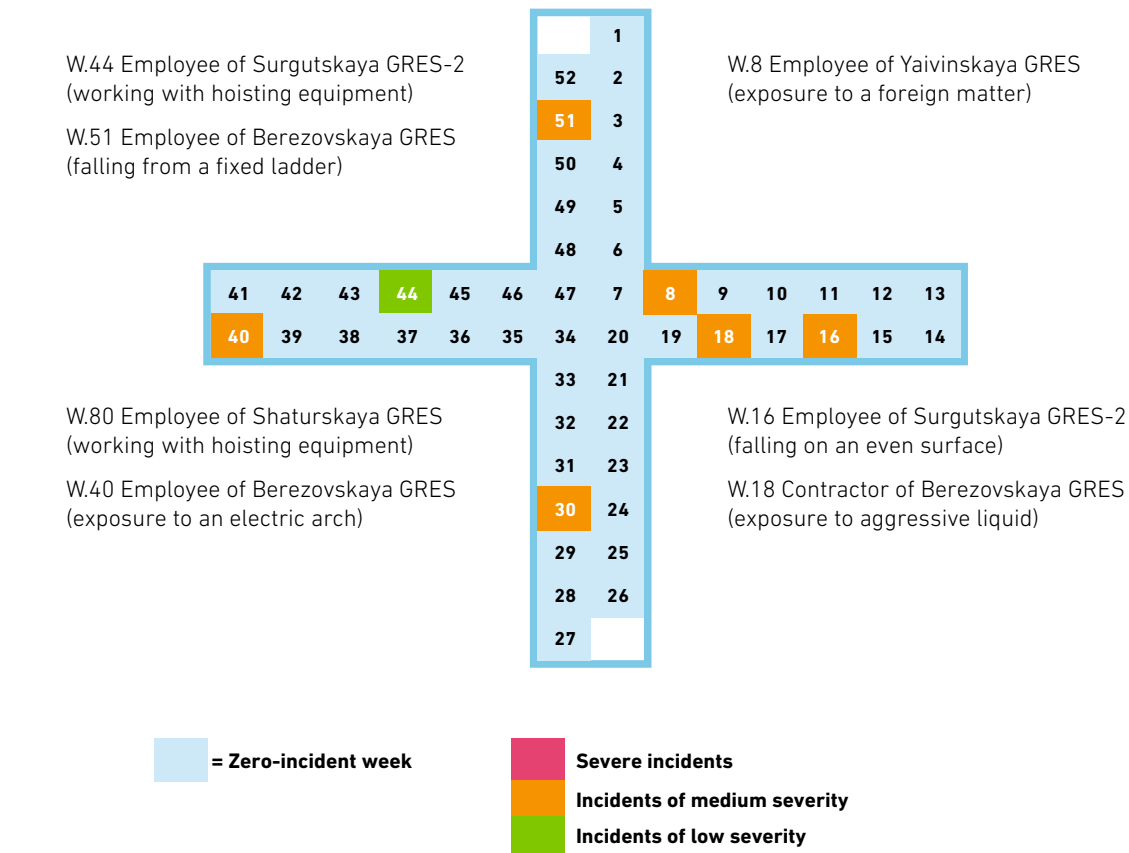 W.44 Employee of Surgutskaya GRES-2
(working with hoisting equipment)
W.51 Employee of Berezovskaya GRES
(falling from a fixed ladder)
W.8 Employee of Yaivinskaya GRES
(exposure to a foreign matter)
1
52 2
51 3
50 4
49 5
48 6
41 42 43 44 45 46 47 7 8 9 10 11 12 13
40 39 38 37 36 35 34 20 19 18 17 16 15 14
33 21
32 22
31 23
30 24
29 25
28 26
27
W.80 Employee of Shaturskaya GRES
(working with hoisting equipment)
W.40 Employee of Berezovskaya GRES
(exposure to an electric arch)
W.16 Employee of Surgutskaya GRES-2
(falling on an even surface)
W.18 Contractor of Berezovskaya GRES
(exposure to aggressive liquid)
= Zero-incident week
Severe incidents
Incidents of medium severity
Incidents of low severity